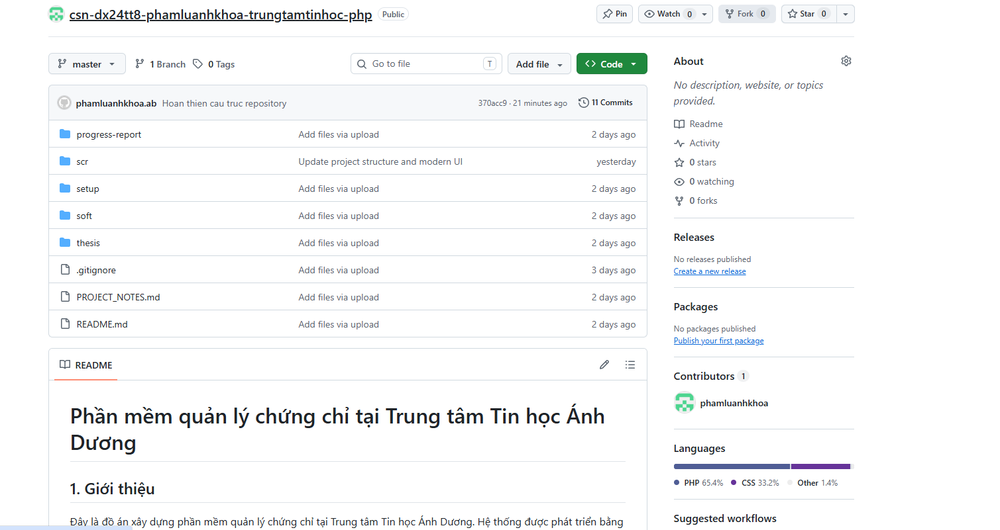 csn-dx24tt8-phamluanhkhoa-trungtamtinhoc-php Public Pin Watch 0 Fork 0 Star 0
master 1 Branch 0 Tags Go to file T Add file Code
phamluanhkhoa.ab Hoan thien cau truc repository 370acc9 · 21 minutes ago 11 Commits
progress-report Add files via upload 2 days ago
scr Update project structure and modern UI yesterday
setup Add files via upload 2 days ago
soft Add files via upload 2 days ago
thesis Add files via upload 2 days ago
.gitignore Add files via upload 3 days ago
PROJECT_NOTES.md Add files via upload 2 days ago
README.md Add files via upload 2 days ago
README
Phần mềm quản lý chứng chỉ tại Trung tâm Tin học Ánh
Dương
1. Giới thiệu
Đây là đồ án xây dựng phần mềm quản lý chứng chỉ tại Trung tâm Tin học Ánh Dương. Hệ thống được phát triển bằng
About
No description, website, or topics
provided.
Readme
Activity
0 stars
0 watching
0 forks
Releases
No releases published
Create a new release
Packages
No packages published
Publish your first package
Contributors 1
phamluanhkhoa
Languages
PHP 65.4% CSS 33.2% Other 1.4%
Suggested workflows